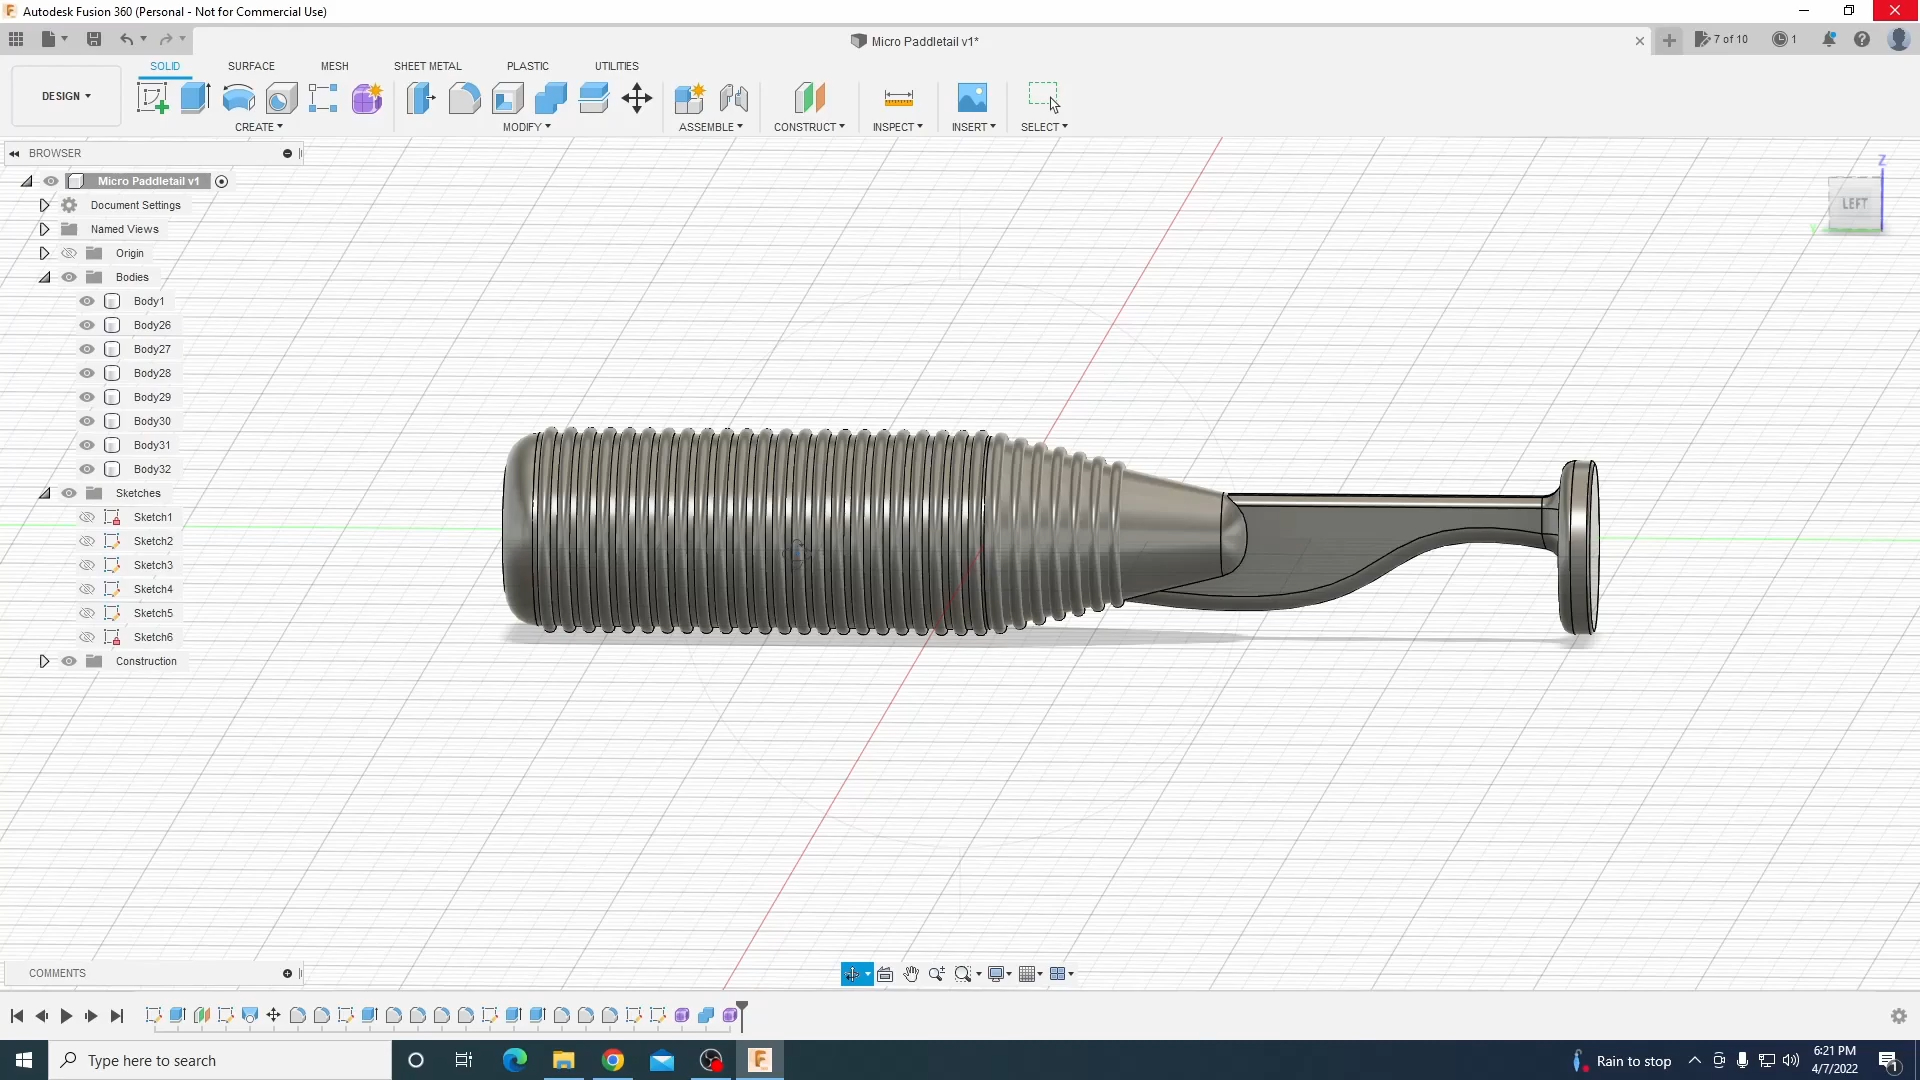 Autodesk Fusion 360 (Personal - Not for Commercial Use)
Micro Paddletail v1*
7 of 10
1
DESIGN
SOLID
SURFACE
MESH
SHEET METAL
PLASTIC
UTILITIES
CREATE
MODIFY
ASSEMBLE
CONSTRUCT
INSPECT
INSERT
SELECT
BROWSER
Micro Paddletail v1
Document Settings
Named Views
Origin
Bodies
Body1
Body26
Body27
Body28
Body29
Body30
Body31
Body32
Sketches
Sketch1
Sketch2
Sketch3
Sketch4
Sketch5
Sketch6
Construction
Z
LEFT
Y
COMMENTS
Type here to search
Rain to stop
6:21 PM
4/7/2022
1